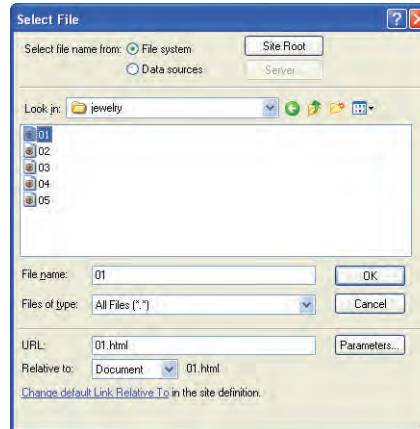 Select File
Select file name from: File system Site Root
Data sources Server...
Look in: jewelry
01
02
03
04
05
File name: 01 OK
Files of type: All Files (*.*) Cancel
URL: 01.html Parameters...
Relative to: Document 01.html
Change default Link Relative To in the site definition.